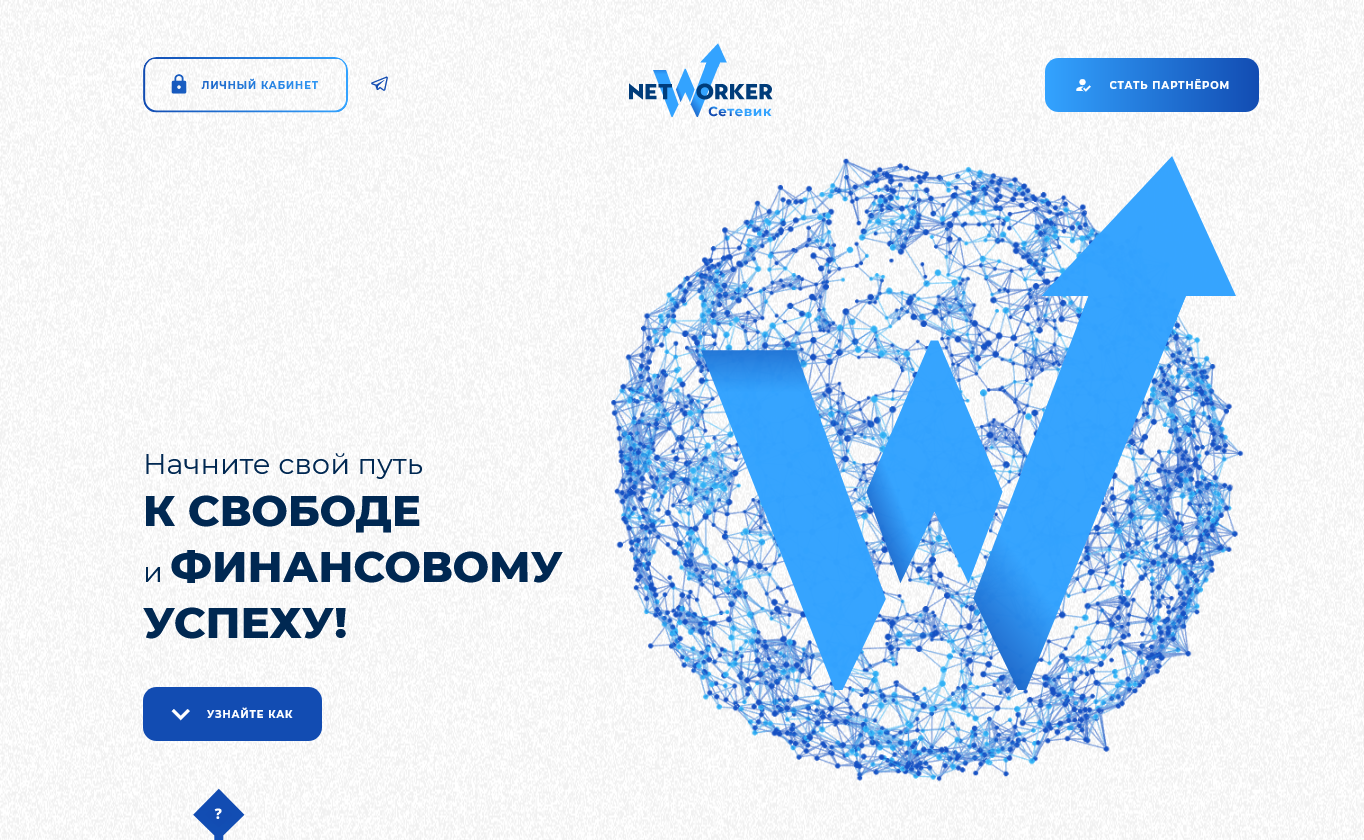 ЛИЧНЫЙ КАБИНЕТ
NETWORKER
Сетевик
СТАТЬ ПАРТНЁРОМ
Начните свой путь
К СВОБОДЕ
и ФИНАНСОВОМУ
УСПЕХУ!
УЗНАЙТЕ КАК
?
W